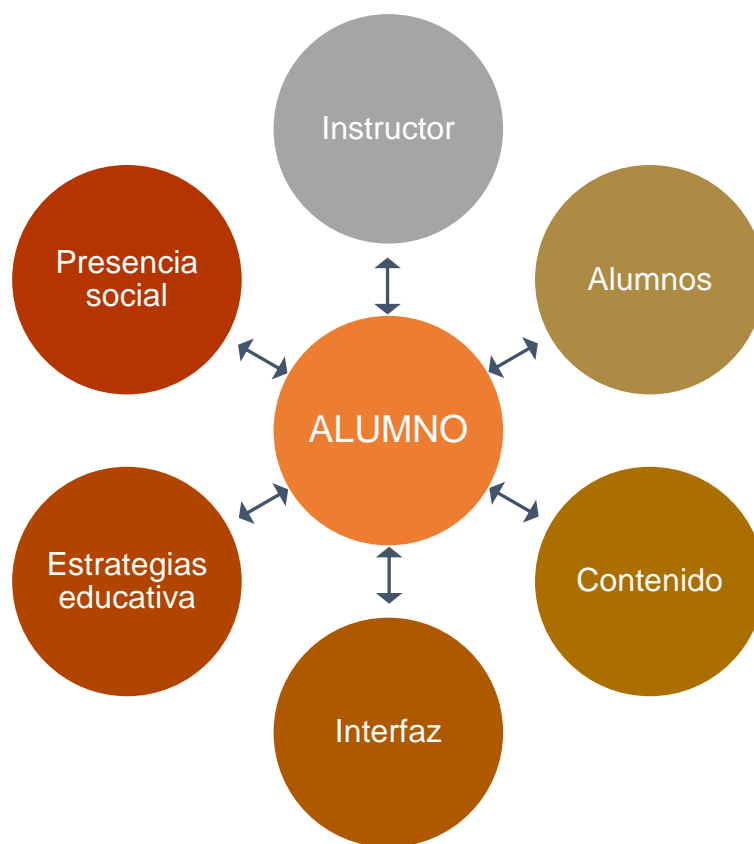 Instructor
Presencia
social
Alumnos
ALUMNO
Estrategias
educativa
Contenido
Interfaz